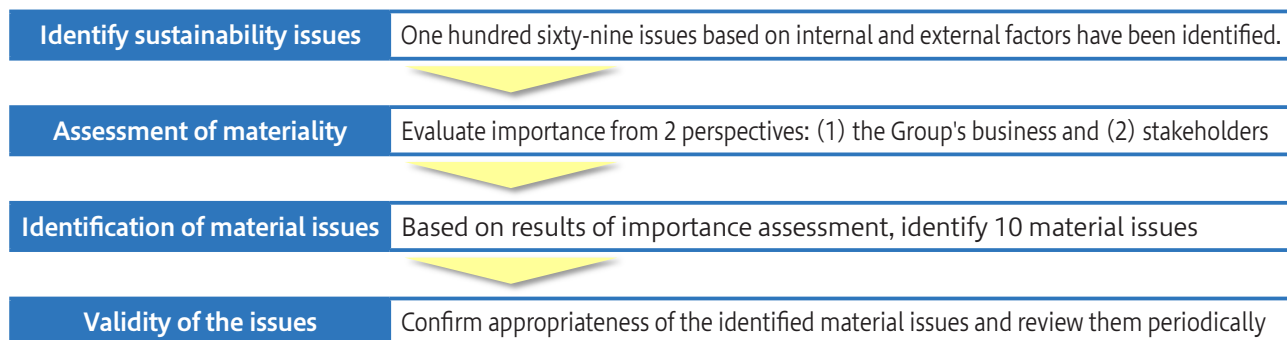 Identify sustainability issues
One hundred sixty-nine issues based on internal and external factors have been identified.
Assessment of materiality
Evaluate importance from 2 perspectives: (1) the Group's business and (2) stakeholders
Identification of material issues
Based on results of importance assessment, identify 10 material issues
Validity of the issues
Confirm appropriateness of the identified material issues and review them periodically